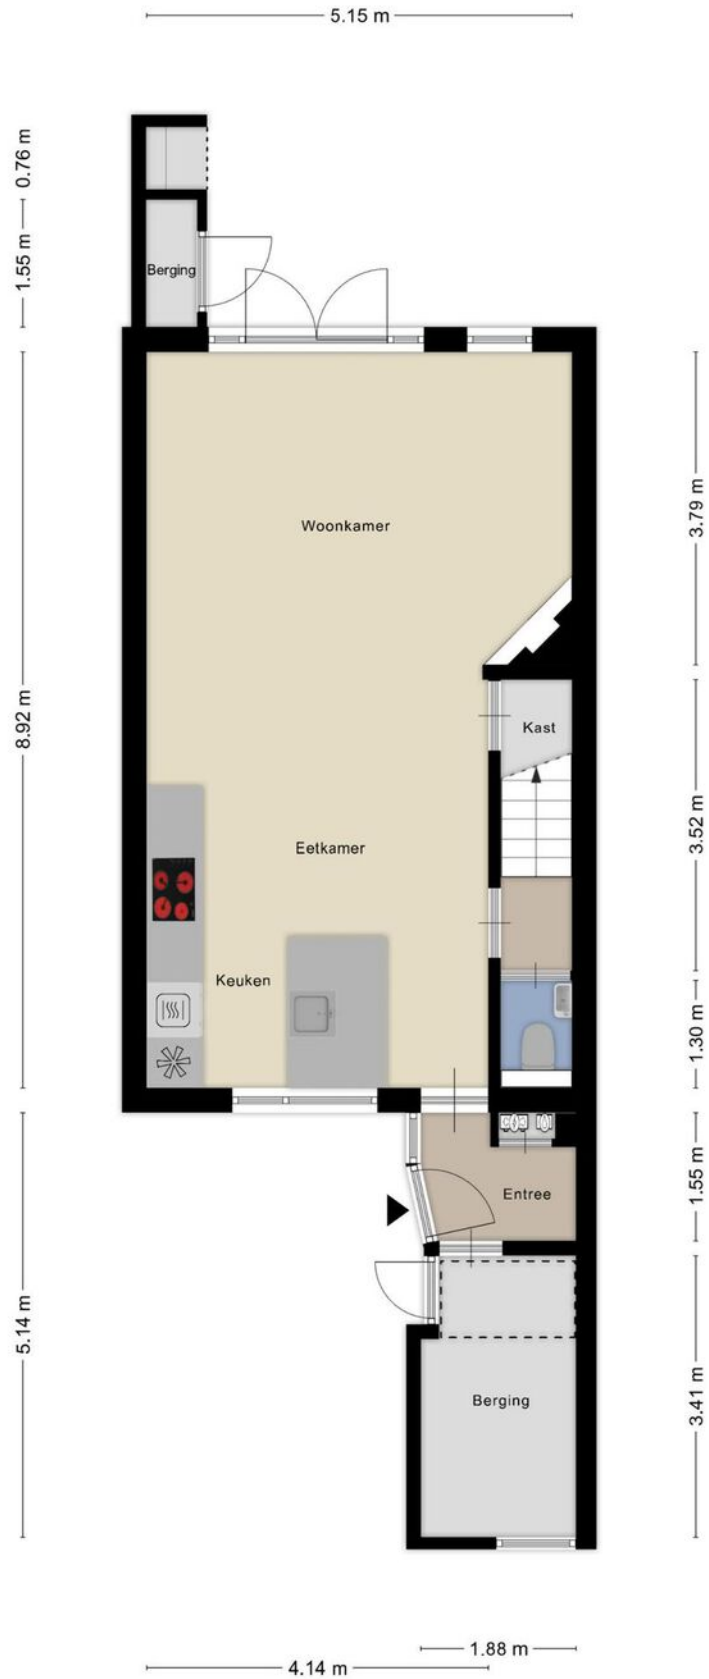 5.15 m
0.76 m
1.55 m
Berging
Woonkamer
3.79 m
8.92 m
Kast
3.52 m
Eetkamer
Keuken
1.30 m
1.55 m
Entree
5.14 m
3.41 m
Berging
1.88 m
4.14 m